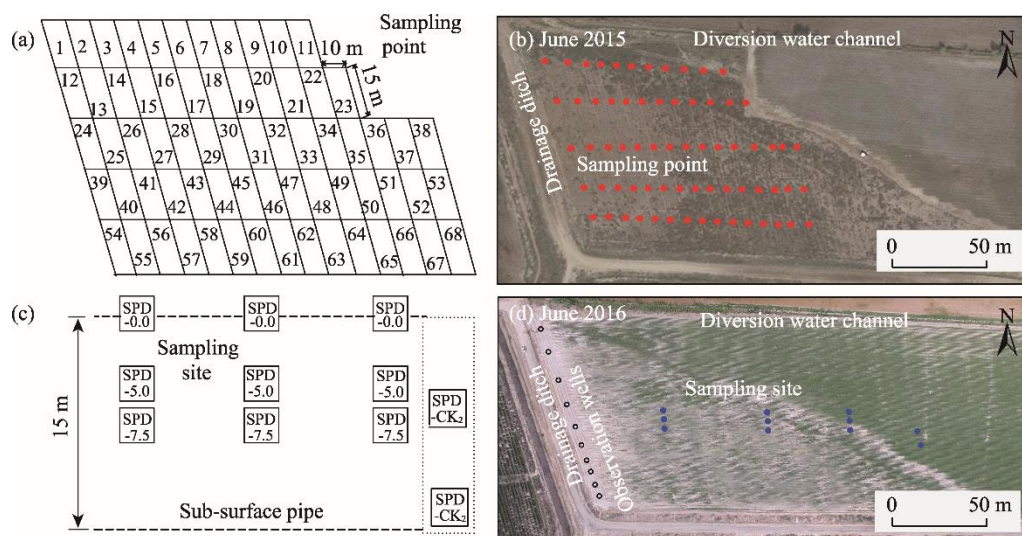 (a)
Sampling
point
1 2 3 4 5 6 7 8 9 10 11 10 m
15 m
12 14 16 18 20 22
13 15 17 19 21 23
24 26 28 30 32 34 36 38
25 27 29 31 33 35 37
39 41 43 45 47 49 51 53
40 42 44 46 48 50 52
54 56 58 60 62 64 66 68
55 57 59 61 63 65 67
(b) June 2015
Diversion water channel
N
Drainage ditch
Sampling point
0 50 m
(c)
SPD
-0.0
SPD
-0.0
SPD
-0.0
Sampling
site
15 m
SPD
-5.0
SPD
-5.0
SPD
-5.0
SPD
-7.5
SPD
-7.5
SPD
-7.5
SPD
-CK₂
SPD
-CK₂
Sub-surface pipe
(d) June 2016
Diversion water channel
N
Drainage ditch
Observation wells
Sampling site
0 50 m